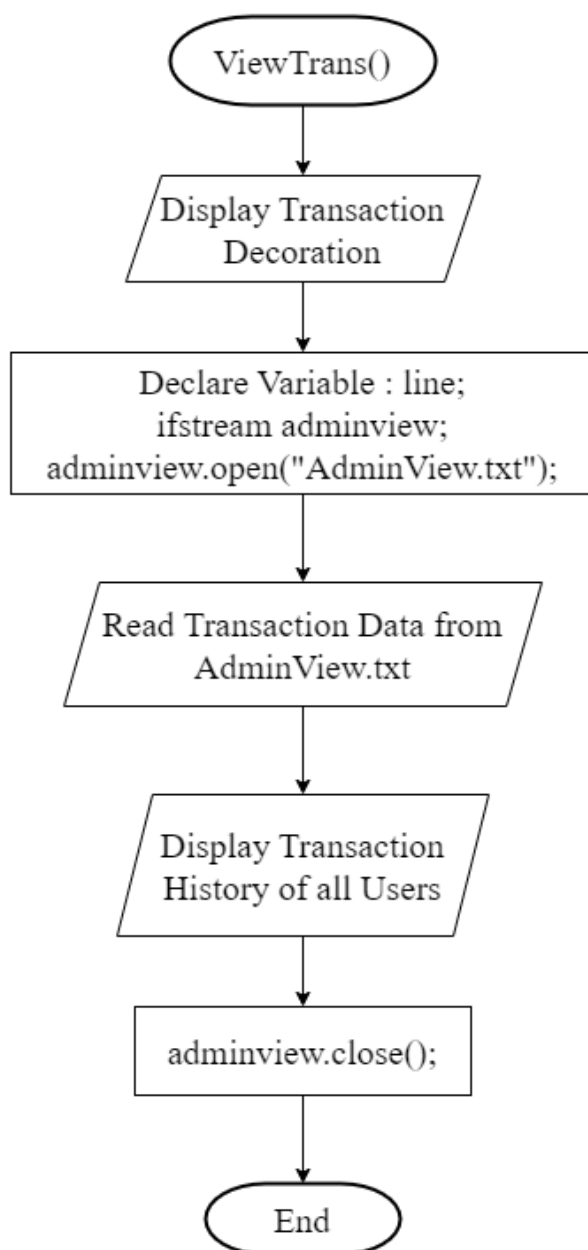 ViewTrans()
Display Transaction
Decoration
Declare Variable : line;
ifstream adminview;
adminview.open("AdminView.txt");
Read Transaction Data from
AdminView.txt
Display Transaction
History of all Users
adminview.close();
End